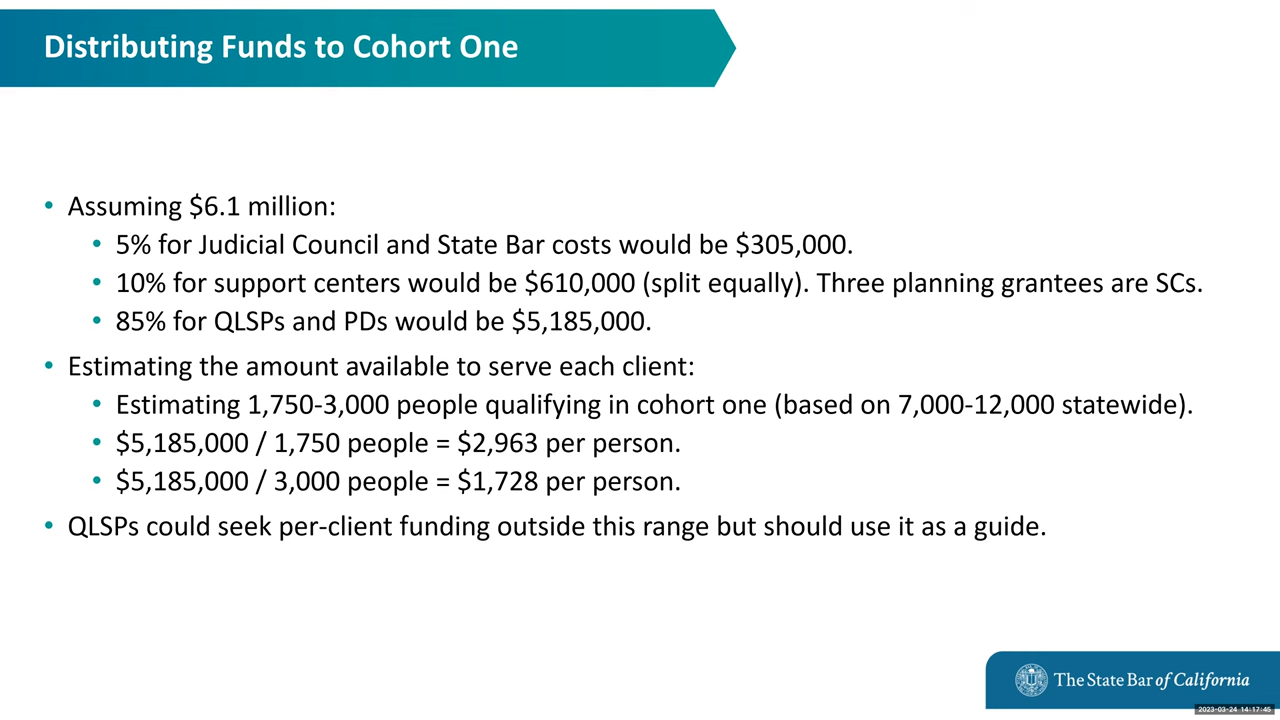 Distributing Funds to Cohort One
• Assuming $6.1 million:
• 5% for Judicial Council and State Bar costs would be $305,000.
• 10% for support centers would be $610,000 (split equally). Three planning grantees are SCs.
• 85% for QLSPs and PDs would be $5,185,000.
• Estimating the amount available to serve each client:
• Estimating 1,750-3,000 people qualifying in cohort one (based on 7,000-12,000 statewide).
• $5,185,000 / 1,750 people = $2,963 per person.
• $5,185,000 / 3,000 people = $1,728 per person.
• QLSPs could seek per-client funding outside this range but should use it as a guide.
The State Bar of California
2023-03-24 14:17:45